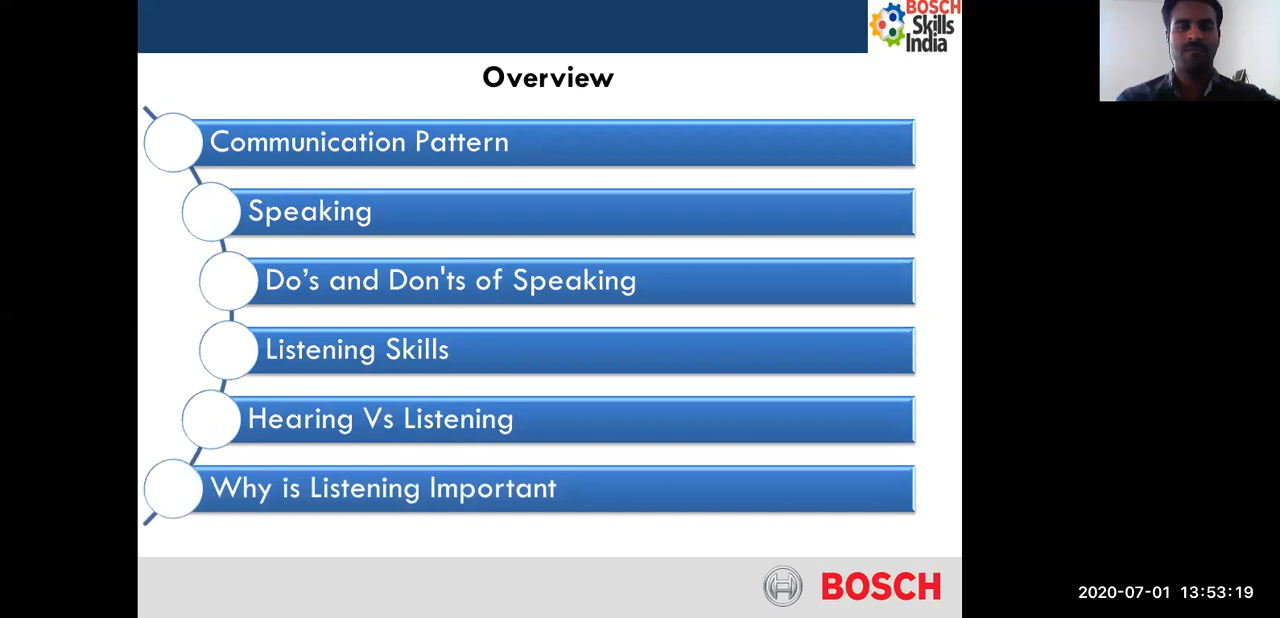 BOSCH
Skills
India
Overview
Communication Pattern
Speaking
Do’s and Don'ts of Speaking
Listening Skills
Hearing Vs Listening
Why is Listening Important
BOSCH
2020-07-01 13:53:19